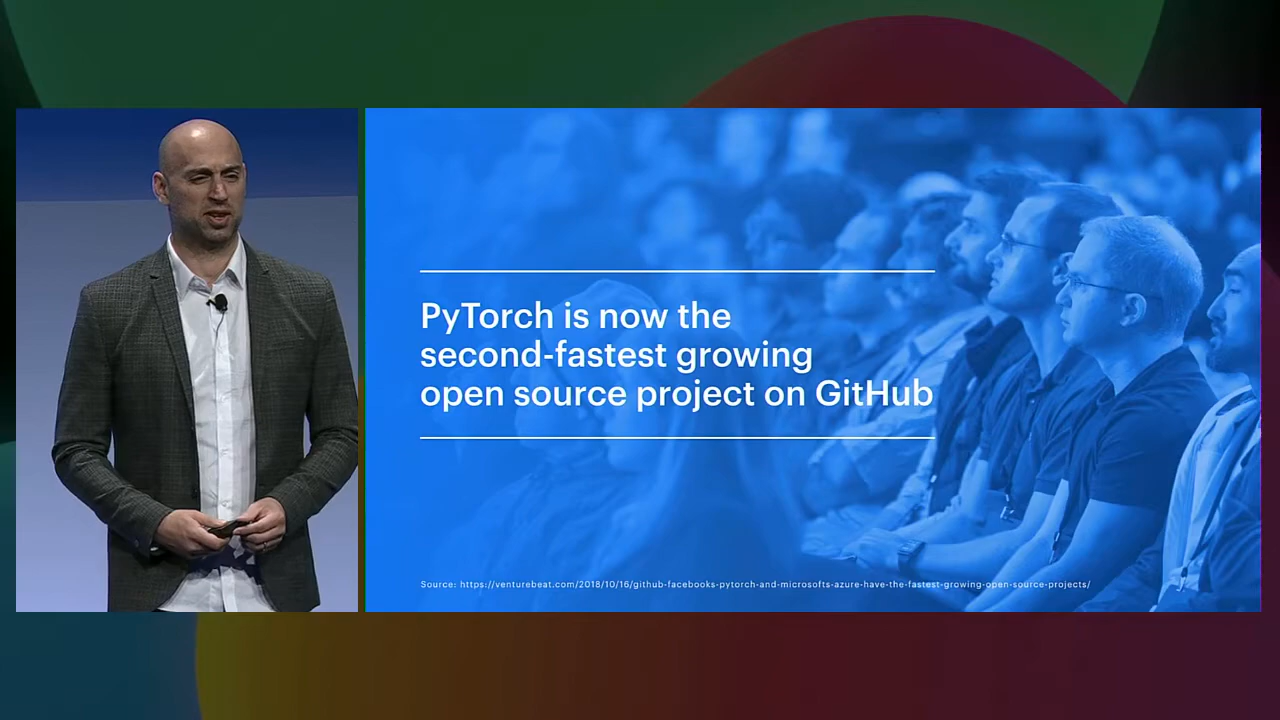 PyTorch is now the
second-fastest growing
open source project on GitHub
Source: https://venturebeat.com/2018/10/16/github-facebooks-pytorch-and-microsofts-azure-have-the-fastest-growing-open-source-projects/